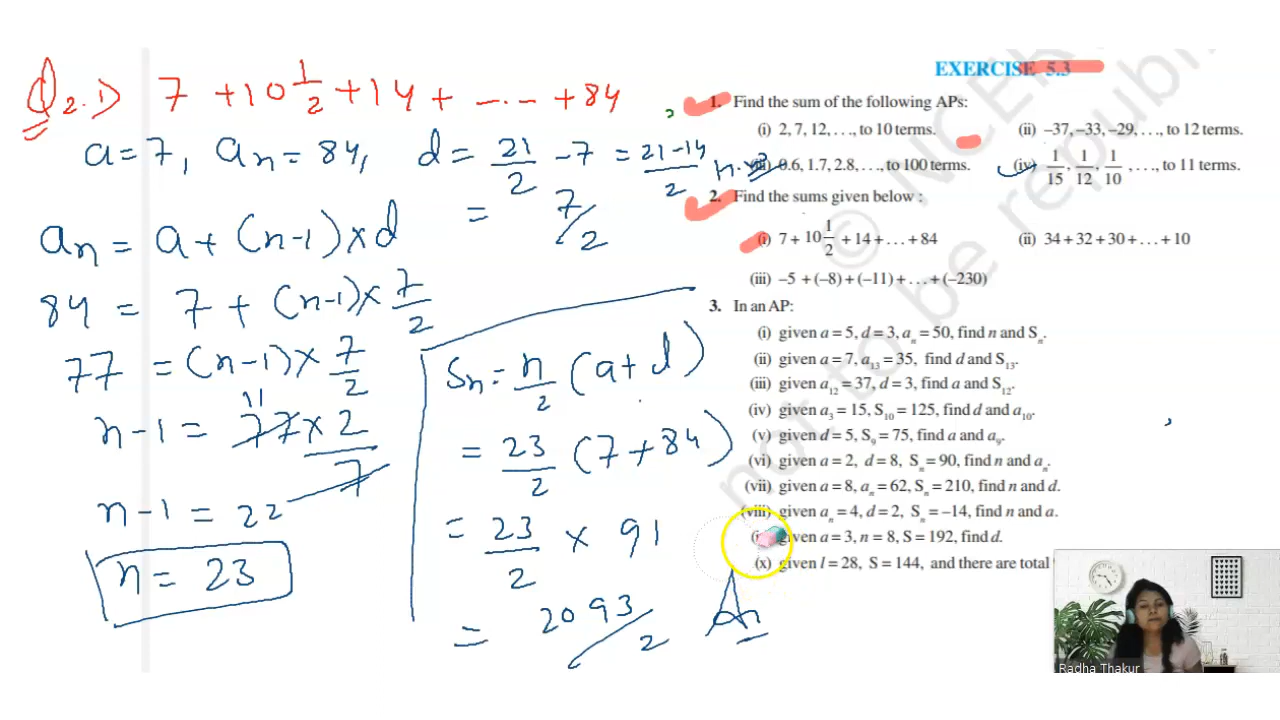 Q2.1) 7 + 10 1/2 + 14 + ..... + 84
a = 7, an = 84, d = 21/2 - 7 = 21-14/2
= 7/2
an = a + (n-1) x d
84 = 7 + (n-1) x 7/2
77 = (n-1) x 7/2
n-1 = 77 x 2/7
11
n-1 = 22
n = 23
Sn = n/2 (a + d)
= 23/2 (7 + 84)
= 23/2 x 91
= 2093/2 An
EXERCISE 5.3
1. Find the sum of the following APs:
(i) 2, 7, 12, . . ., to 10 terms. (ii) –37, –33, –29, . . ., to 12 terms.
(iii) 0.6, 1.7, 2.8, . . ., to 100 terms. (iv) 1/15, 1/12, 1/10, . . ., to 11 terms.
2. Find the sums given below :
(i) 7 + 10 1/2 + 14 + . . . + 84 (ii) 34 + 32 + 30 + . . . + 10
(iii) –5 + (–8) + (–11) + . . . + (–230)
3. In an AP:
(i) given a = 5, d = 3, an = 50, find n and Sn.
(ii) given a = 7, a13 = 35, find d and S13.
(iii) given a12 = 37, d = 3, find a and S12.
(iv) given a3 = 15, S10 = 125, find d and a10.
(v) given d = 5, S9 = 75, find a and a9.
(vi) given a = 2, d = 8, Sn = 90, find n and an.
(vii) given a = 8, an = 62, Sn = 210, find n and d.
(viii) given an = 4, d = 2, Sn = –14, find n and a.
given a = 3, n = 8, S = 192, find d.
(x) given l = 28, S = 144, and there are total
© NCERT
not to be republi
Radha Thakur